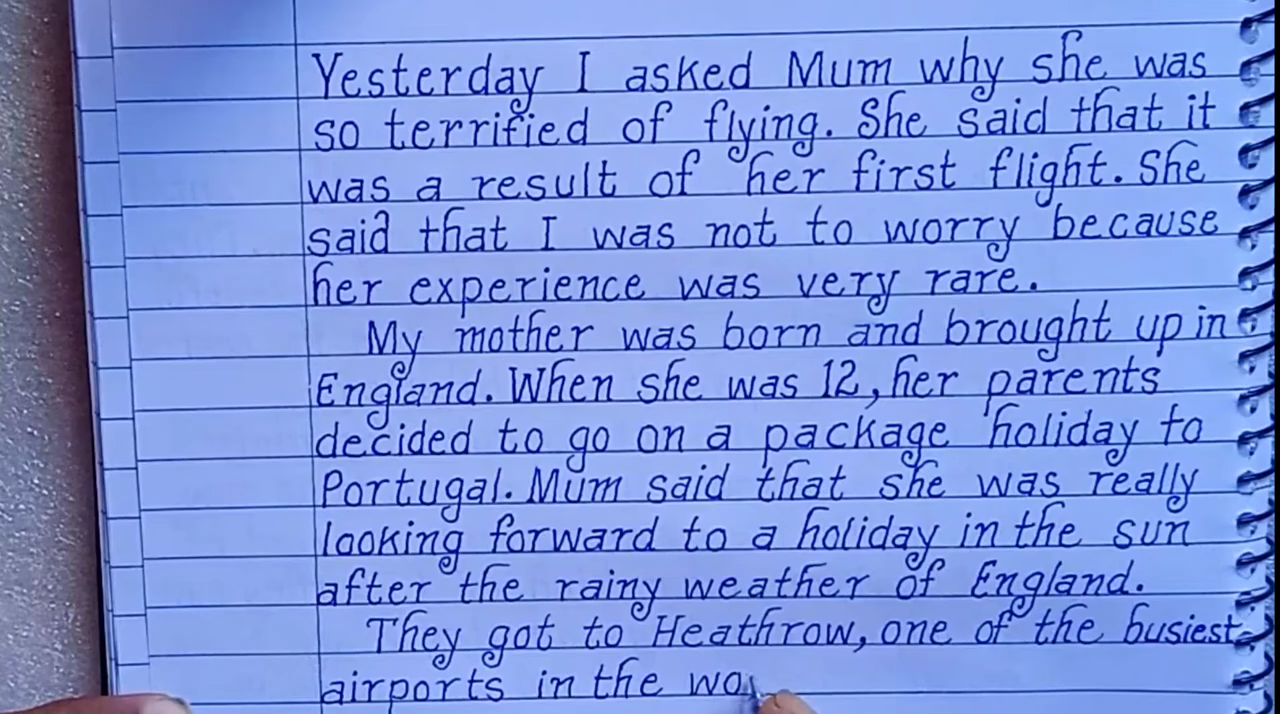 Yesterday I asked Mum why she was
so terrified of flying. She said that it
was a result of her first flight. She
said that I was not to worry because
her experience was very rare.
My mother was born and brought up in
England. When she was 12, her parents
decided to go on a package holiday to
Portugal. Mum said that she was really
looking forward to a holiday in the sun
after the rainy weather of England.
They got to Heathrow, one of the busiest
airports in the